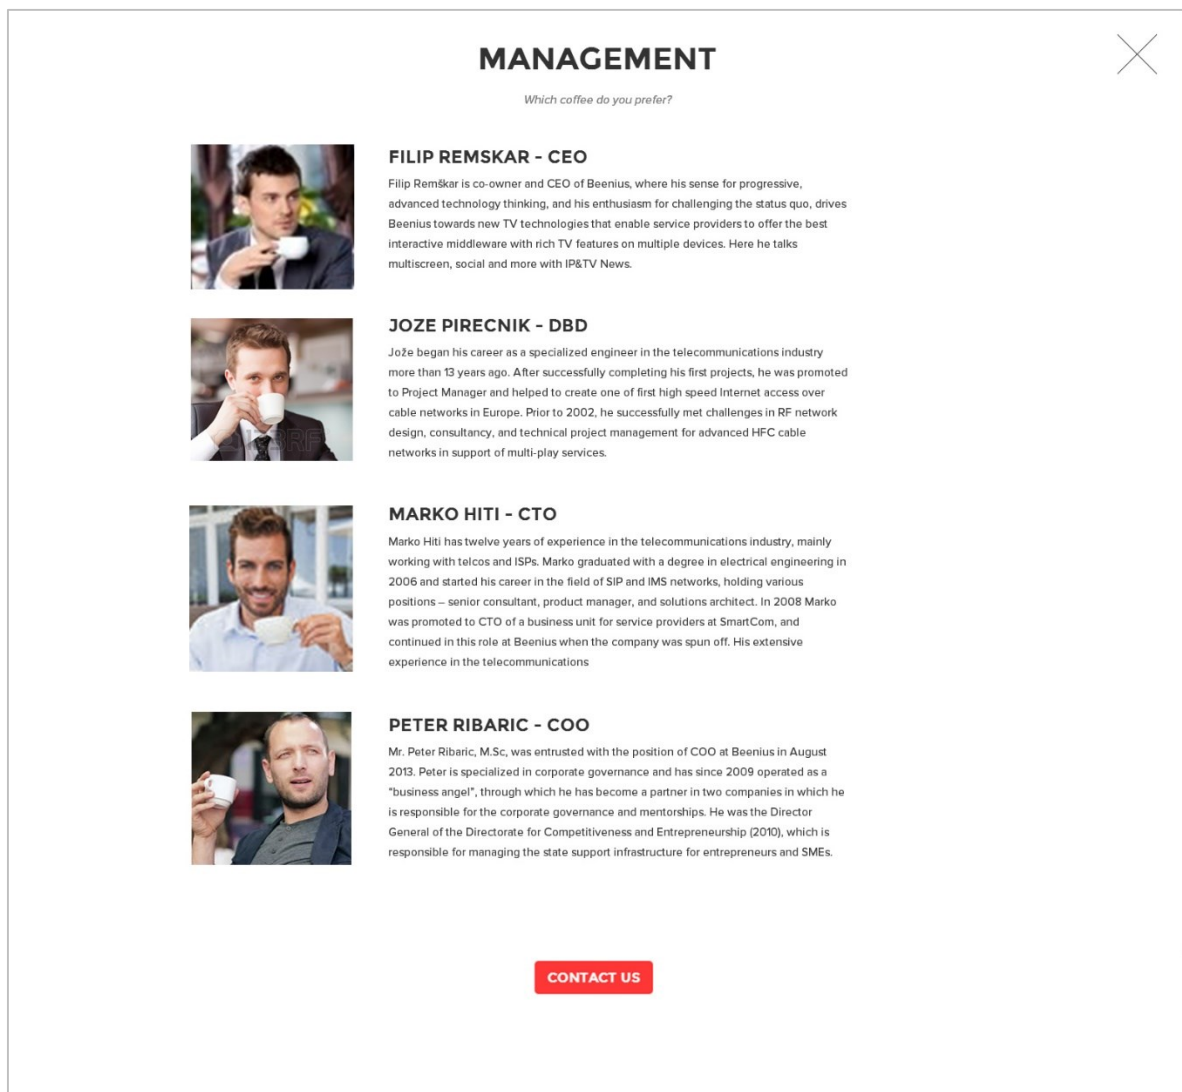 MANAGEMENT
Which coffee do you prefer?
FILIP REMSKAR - CEO
Filip Remškar is co-owner and CEO of Beenius, where his sense for progressive,
advanced technology thinking, and his enthusiasm for challenging the status quo, drives
Beenius towards new TV technologies that enable service providers to offer the best
interactive middleware with rich TV features on multiple devices. Here he talks
multiscreen, social and more with IP&TV News.
JOZE PIRECNIK - DBD
Jože began his career as a specialized engineer in the telecommunications industry
more than 13 years ago. After successfully completing his first projects, he was promoted
to Project Manager and helped to create one of first high speed Internet access over
cable networks in Europe. Prior to 2002, he successfully met challenges in RF network
design, consultancy, and technical project management for advanced HFC cable
networks in support of multi-play services.
MARKO HITI - CTO
Marko Hiti has twelve years of experience in the telecommunications industry, mainly
working with telcos and ISPs. Marko graduated with a degree in electrical engineering in
2006 and started his career in the field of SIP and IMS networks, holding various
positions – senior consultant, product manager, and solutions architect. In 2008 Marko
was promoted to CTO of a business unit for service providers at SmartCom, and
continued in this role at Beenius when the company was spun off. His extensive
experience in the telecommunications
PETER RIBARIC - COO
Mr. Peter Ribaric, M.Sc, was entrusted with the position of COO at Beenius in August
2013. Peter is specialized in corporate governance and has since 2009 operated as a
"business angel", through which he has become a partner in two companies in which he
is responsible for the corporate governance and mentorships. He was the Director
General of the Directorate for Competitiveness and Entrepreneurship (2010), which is
responsible for managing the state support infrastructure for entrepreneurs and SMEs.
CONTACT US